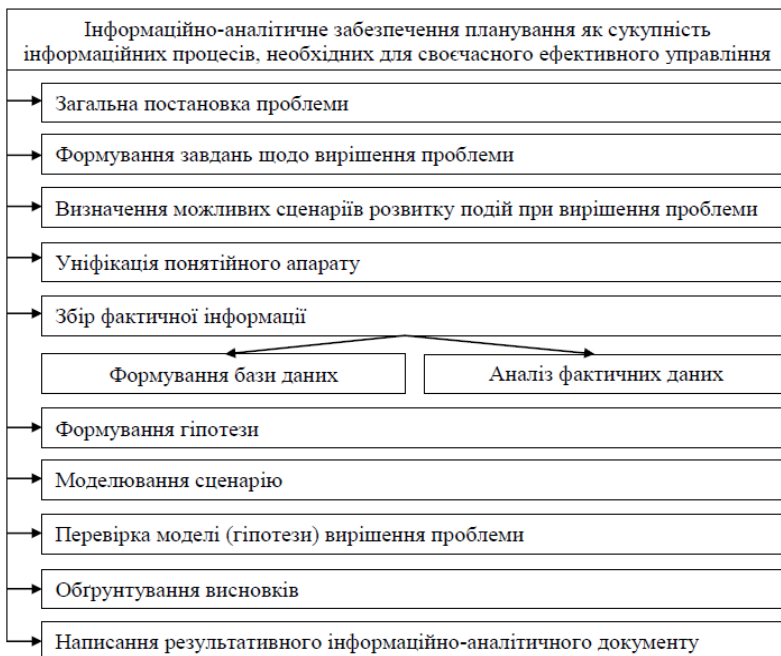 Інформаційно-аналітичне забезпечення планування як сукупність
інформаційних процесів, необхідних для своєчасного ефективного управління
Загальна постановка проблеми
Формування завдань щодо вирішення проблеми
Визначення можливих сценаріїв розвитку подій при вирішення проблеми
Уніфікація понятійного апарату
Збір фактичної інформації
Формування бази даних
Аналіз фактичних даних
Формування гіпотези
Моделювання сценарію
Перевірка моделі (гіпотези) вирішення проблеми
Обґрунтування висновків
Написання результативного інформаційно-аналітичного документу